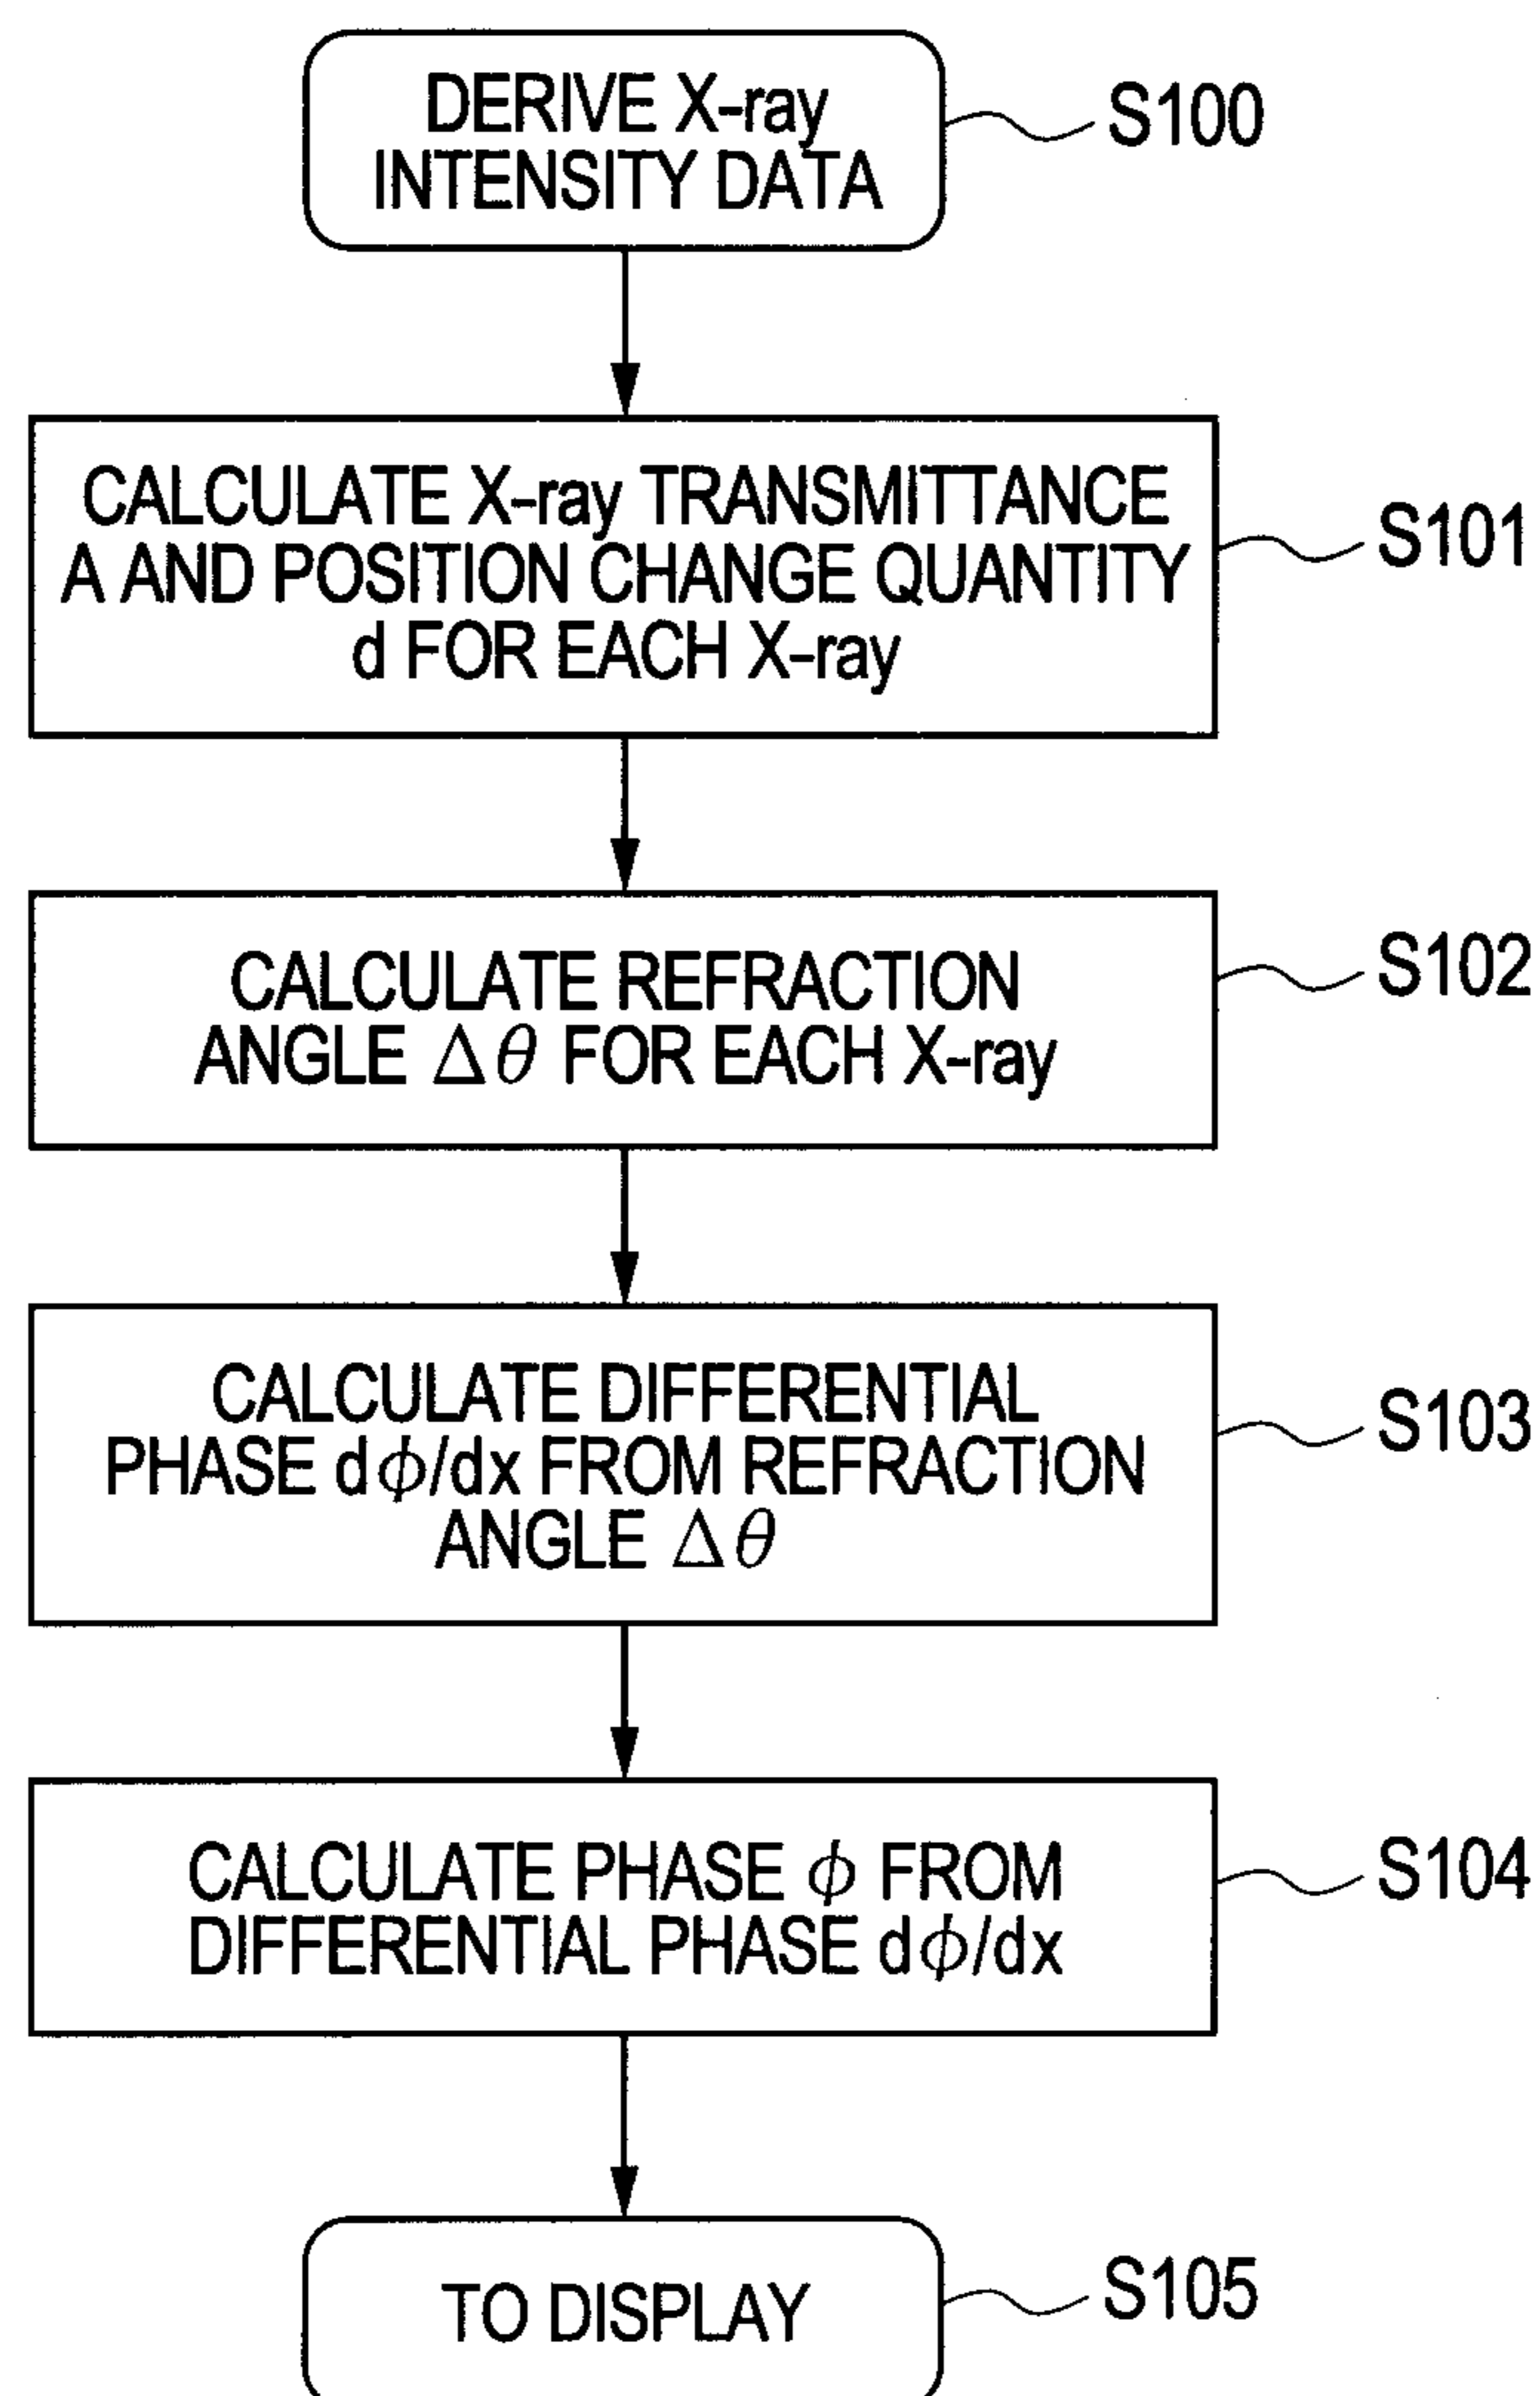 DERIVE X-ray
INTENSITY DATA
S100
CALCULATE X-ray TRANSMITTANCE
A AND POSITION CHANGE QUANTITY
d FOR EACH X-ray
S101
CALCULATE REFRACTION
ANGLE Δθ FOR EACH X-ray
S102
CALCULATE DIFFERENTIAL
PHASE dϕ/dx FROM REFRACTION
ANGLE Δθ
S103
CALCULATE PHASE ϕ FROM
DIFFERENTIAL PHASE dϕ/dx
S104
TO DISPLAY
S105